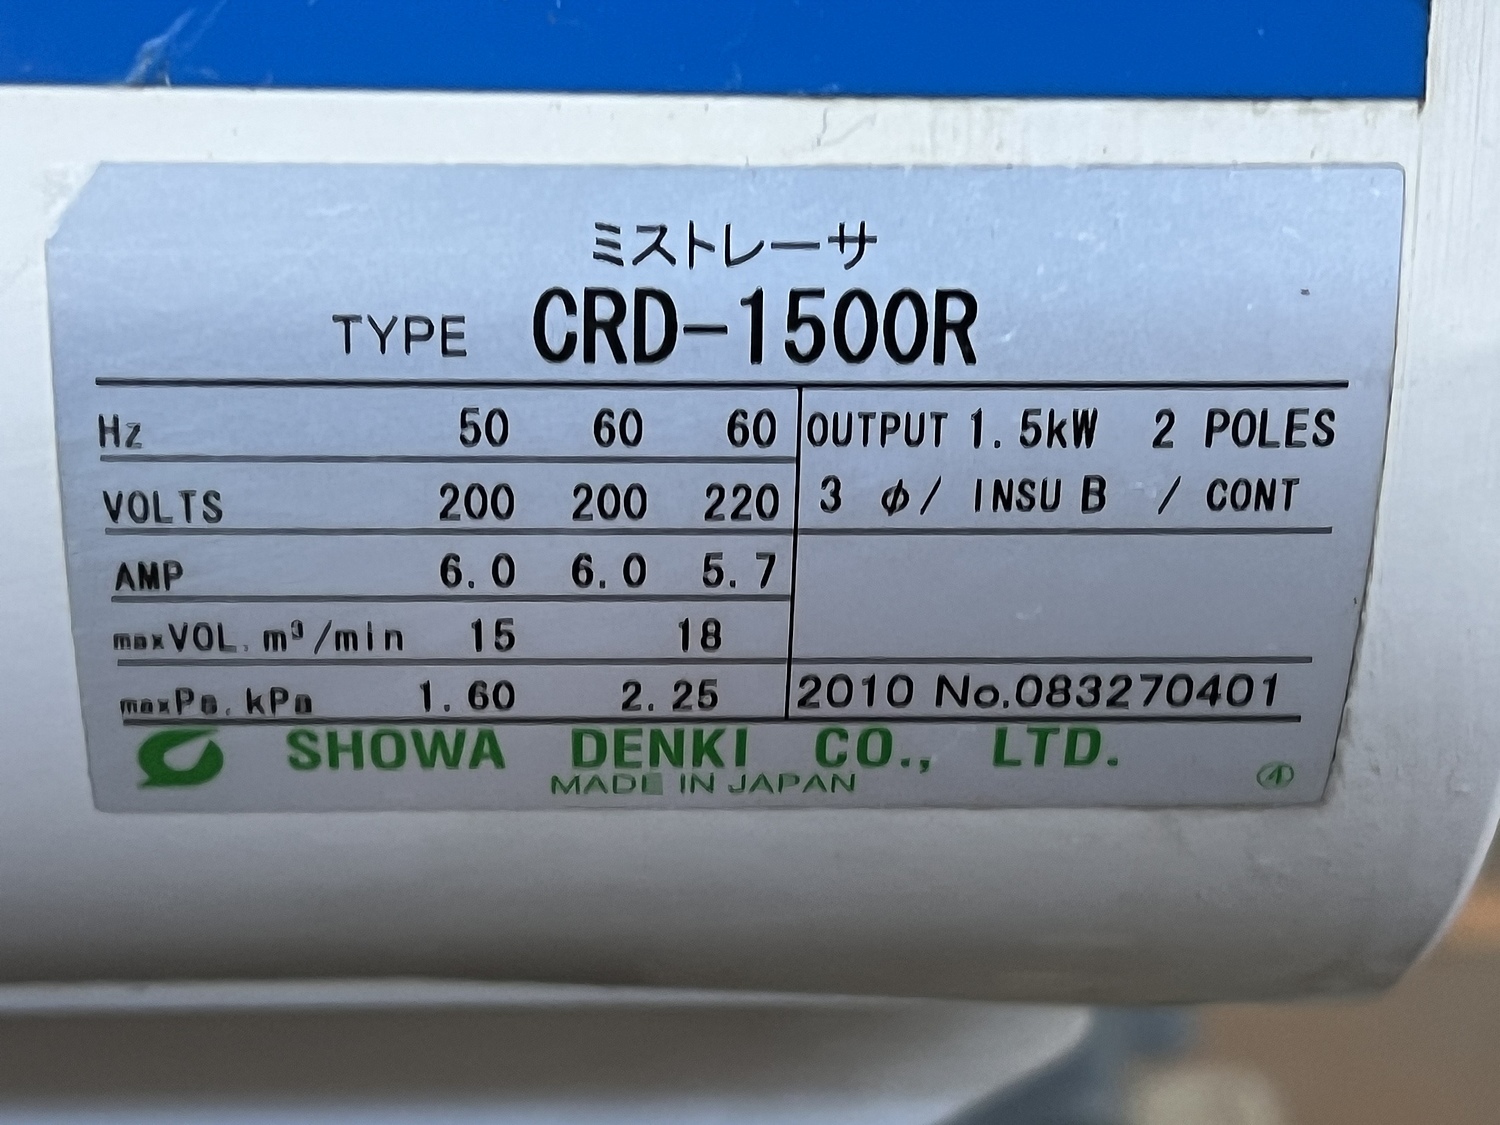 ミストレーサ
TYPE CRD-1500R
Hz 50 60 60
VOLTS 200 200 220
AMP 6.0 6.0 5.7
maxVOL. m³/min 15 18
maxPa. kPa 1.60 2.25
OUTPUT 1.5kW 2 POLES
3 φ/ INSU B / CONT
2010 No.083270401
SHOWA DENKI CO., LTD.
MADE IN JAPAN
④